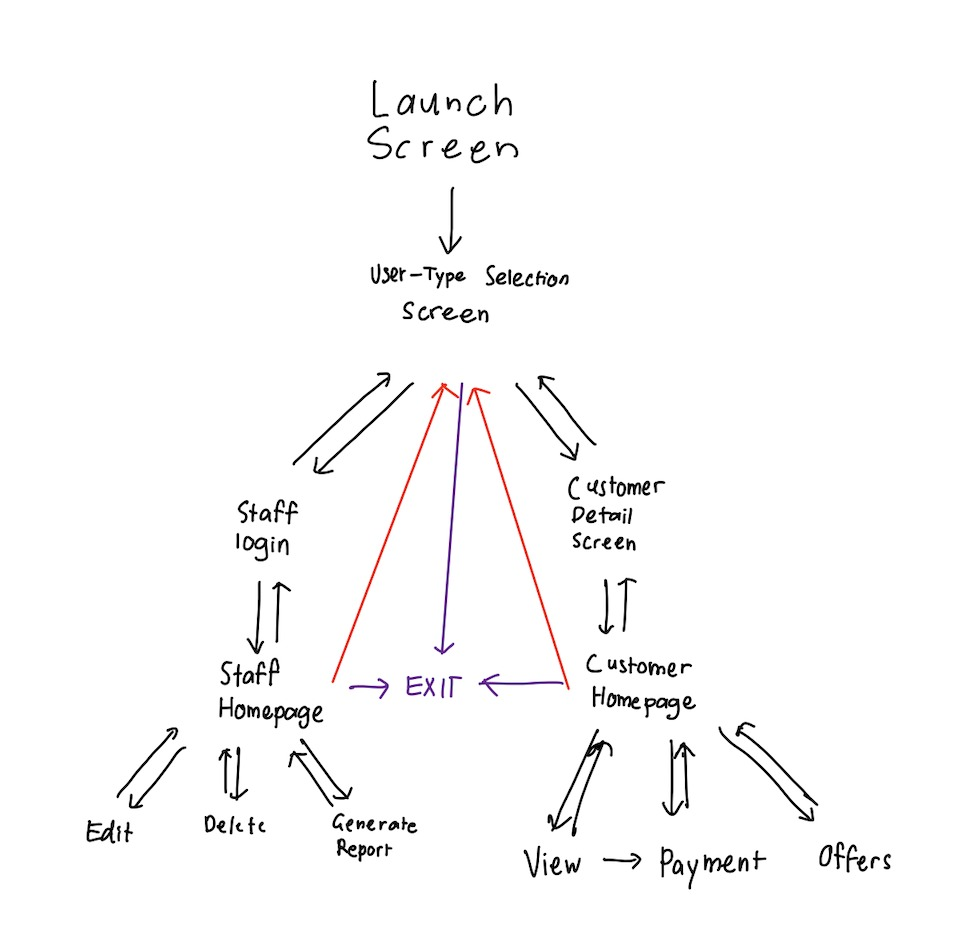 Launch
Screen
User-Type Selection
Screen
Customer
Detail
Screen
Staff
login
Customer
Homepage
Staff
Homepage
EXIT
Edit
Delete
Generate
Report
View
Payment
Offers